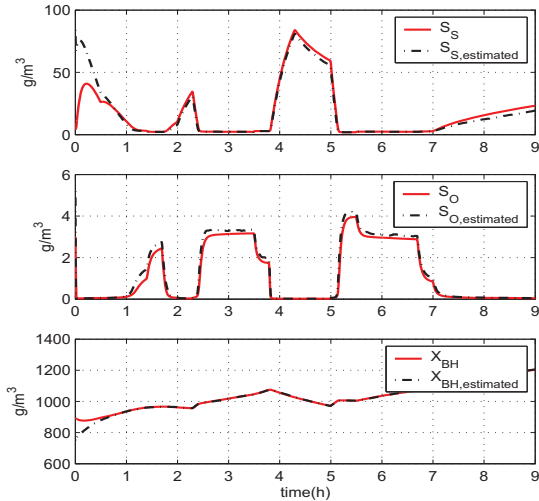 100
50
0
g/m³
S_S
S_S,estimated
0 1 2 3 4 5 6 7 8 9
6
4
2
0
g/m³
S_O
S_O,estimated
0 1 2 3 4 5 6 7 8 9
1400
1200
1000
800
600
g/m³
X_BH
X_BH,estimated
0 1 2 3 4 5 6 7 8 9
time(h)